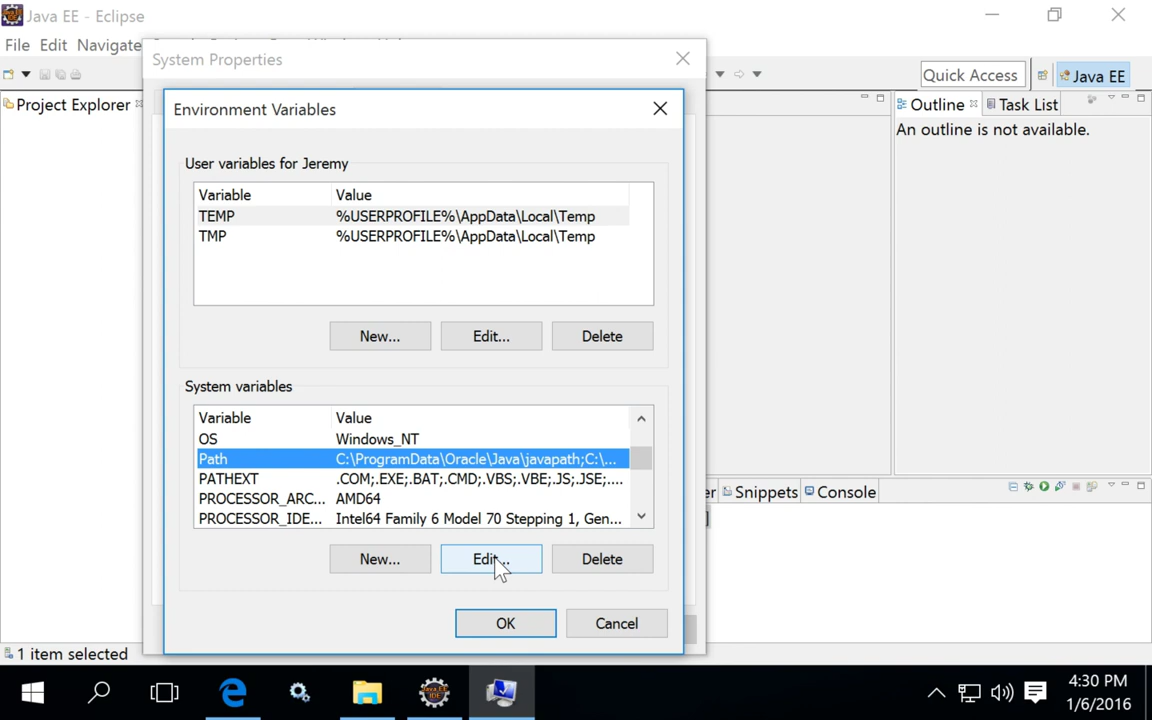 Java EE - Eclipse
File Edit Navigate
System Properties
Quick Access
Java EE
Project Explorer
Environment Variables
Outline
Task List
An outline is not available.
User variables for Jeremy
Variable Value
TEMP %USERPROFILE%\AppData\Local\Temp
TMP %USERPROFILE%\AppData\Local\Temp
New... Edit... Delete
System variables
Variable Value
OS Windows_NT
Path C:\ProgramData\Oracle\Java\javapath;C:\...
PATHEXT .COM;.EXE;.BAT;.CMD;.VBS;.VBE;.JS;.JSE;....
PROCESSOR_ARC... AMD64
PROCESSOR_IDE... Intel64 Family 6 Model 70 Stepping 1, Gen...
er Snippets Console
New... Edit... Delete
OK Cancel
1 item selected
Java EE
IDE
4:30 PM
1/6/2016